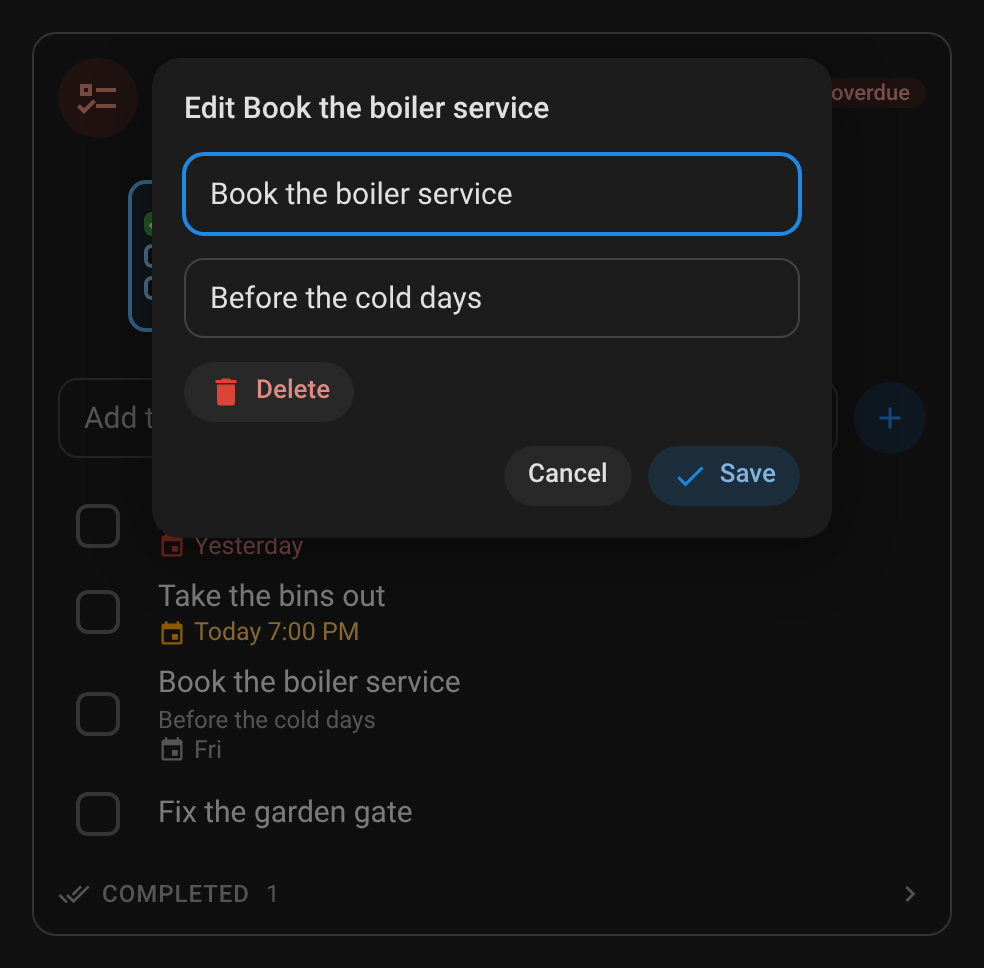 Edit Book the boiler service
overdue
Book the boiler service
Before the cold days
Delete
Add t
Cancel
Save
Yesterday
Take the bins out
Today 7:00 PM
Book the boiler service
Before the cold days
Fri
Fix the garden gate
COMPLETED 1